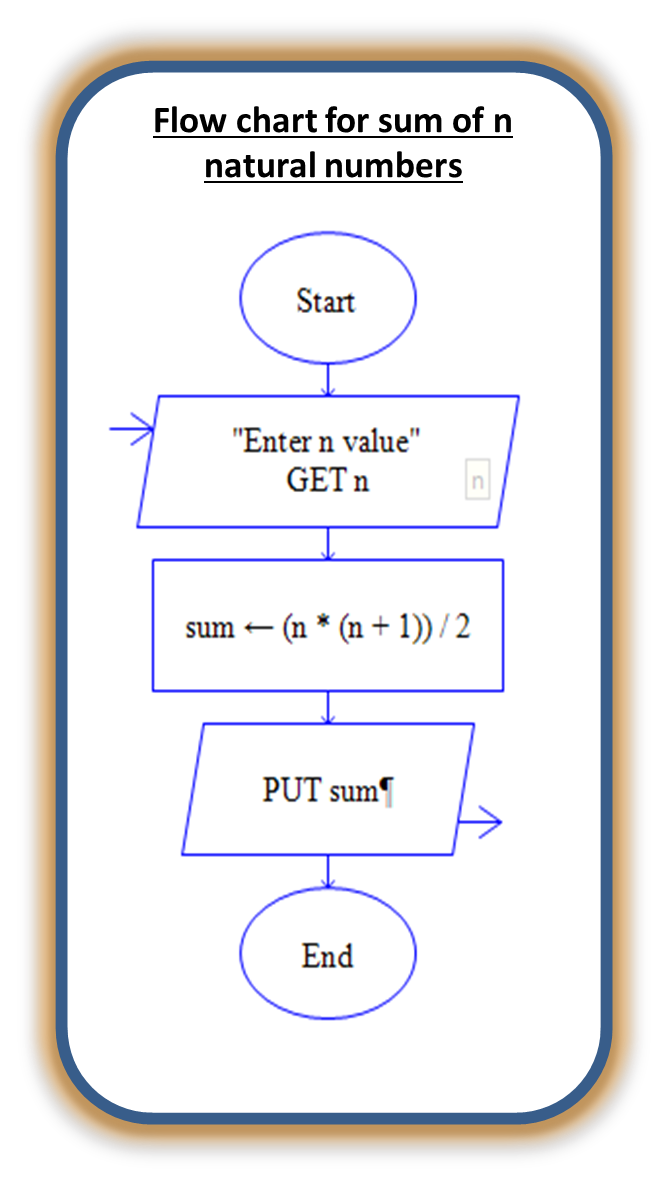 Flow chart for sum of n
natural numbers
Start
"Enter n value"
GET n
n
sum ← (n * (n + 1)) / 2
PUT sum¶
End